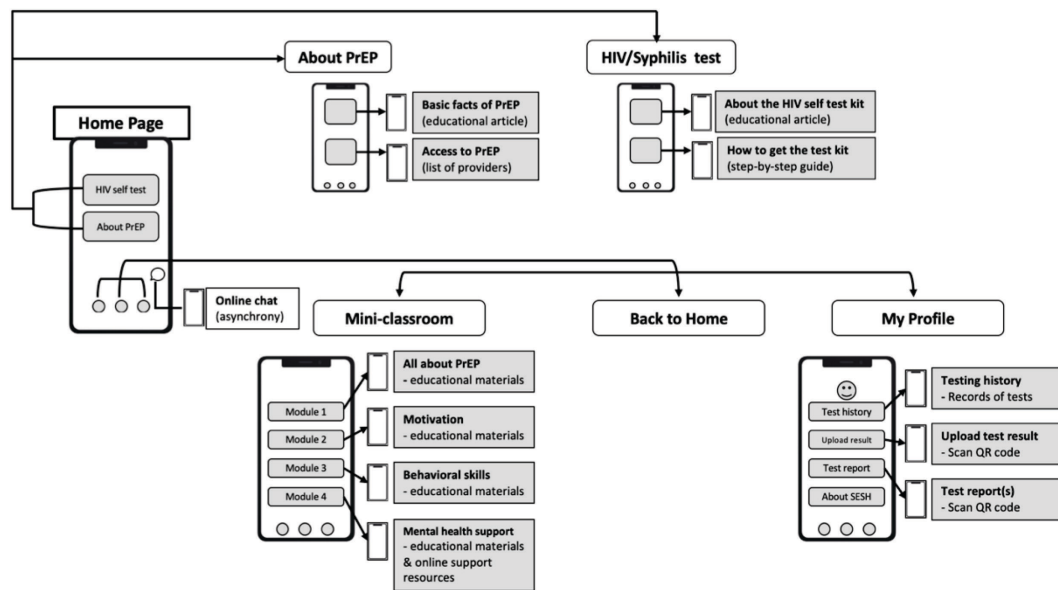 About PrEP
HIV/Syphilis test
Basic facts of PrEP
(educational article)
Access to PrEP
(list of providers)
About the HIV self test kit
(educational article)
How to get the test kit
(step-by-step guide)
Home Page
HIV self test
About PrEP
Online chat
(asynchrony)
Mini-classroom
Back to Home
My Profile
Module 1
Module 2
Module 3
Module 4
All about PrEP
- educational materials
Motivation
- educational materials
Behavioral skills
- educational materials
Mental health support
- educational materials
& online support
resources
Test history
Upload result
Test report
About SESH
Testing history
- Records of tests
Upload test result
- Scan QR code
Test report(s)
- Scan QR code